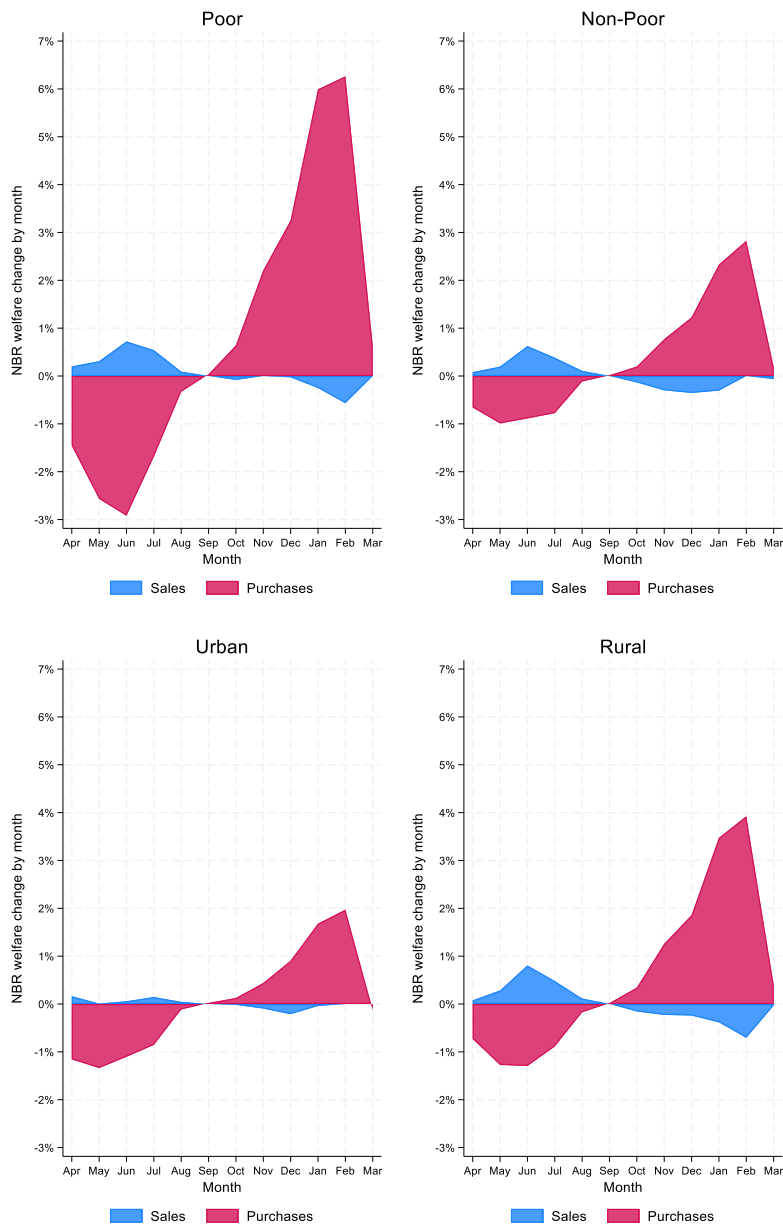 Poor
NBR welfare change by month
7%
6%
5%
4%
3%
2%
1%
0%
-1%
-2%
-3%
Apr May Jun Jul Aug Sep Oct Nov Dec Jan Feb Mar
Month
Sales Purchases
Non-Poor
NBR welfare change by month
7%
6%
5%
4%
3%
2%
1%
0%
-1%
-2%
-3%
Apr May Jun Jul Aug Sep Oct Nov Dec Jan Feb Mar
Month
Sales Purchases
Urban
NBR welfare change by month
7%
6%
5%
4%
3%
2%
1%
0%
-1%
-2%
-3%
Apr May Jun Jul Aug Sep Oct Nov Dec Jan Feb Mar
Month
Sales Purchases
Rural
NBR welfare change by month
7%
6%
5%
4%
3%
2%
1%
0%
-1%
-2%
-3%
Apr May Jun Jul Aug Sep Oct Nov Dec Jan Feb Mar
Month
Sales Purchases